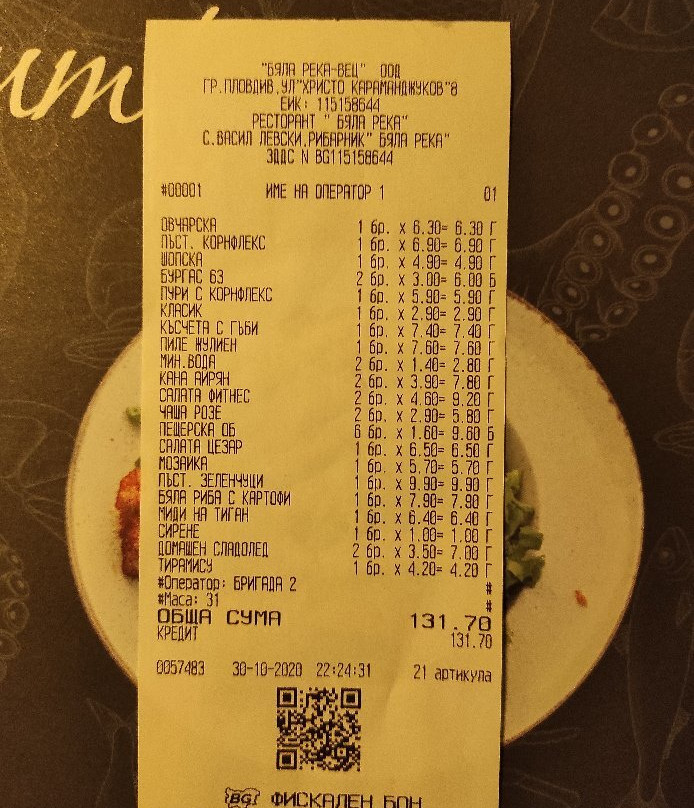 "БЯЛА РЕКА-ВЕЦ" ООД
ГР.ПЛОВДИВ,УЛ"ХРИСТО КАРАМАНДЖУКОВ"8
ЕИК: 115158644
РЕСТОРАНТ " БЯЛА РЕКА"
С.ВАСИЛ ЛЕВСКИ,РИБАРНИК" БЯЛА РЕКА"
ЗДДС N BG115158644
#00001 ИМЕ НА ОПЕРАТОР 1 01
ОВЧАРСКА 1 бр. x 6.30= 6.30 Г
ПЪСТ. КОРНФЛЕКС 1 бр. x 6.90= 6.90 Г
ШОПСКА 1 бр. x 4.90= 4.90 Г
БУРГАС 63 2 бр. x 3.00= 6.00 Б
ПУРИ С КОРНФЛЕКС 1 бр. x 5.90= 5.90 Г
КЛАСИК 1 бр. x 2.90= 2.90 Г
КЪСЧЕТА С ГЪБИ 1 бр. x 7.40= 7.40 Г
ПИЛЕ ЖУЛИЕН 1 бр. x 7.60= 7.60 Г
МИН.ВОДА 2 бр. x 1.40= 2.80 Г
КАНА АЙРЯН 2 бр. x 3.90= 7.80 Г
САЛАТА ФИТНЕС 2 бр. x 4.60= 9.20 Г
ЧАША РОЗЕ 2 бр. x 2.90= 5.80 Г
ПЕЩЕРСКА ОБ 6 бр. x 1.60= 9.60 Б
САЛАТА ЦЕЗАР 1 бр. x 6.50= 6.50 Г
МОЗАЙКА 1 бр. x 5.70= 5.70 Г
ПЪСТ. ЗЕЛЕНЧУЦИ 1 бр. x 9.90= 9.90 Г
БЯЛА РИБА С КАРТОФИ 1 бр. x 7.90= 7.90 Г
МИДИ НА ТИГАН 1 бр. x 6.40= 6.40 Г
СИРЕНЕ 1 бр. x 1.00= 1.00 Г
ДОМАШЕН СЛАДОЛЕД 2 бр. x 3.50= 7.00 Г
ТИРАМИСУ 1 бр. x 4.20= 4.20 Г
#Оператор: БРИГАДА 2 #
#Маса: 31 #
ОБЩА СУМА 131.70
КРЕДИТ 131.70
0057483 30-10-2020 22:24:31 21 артикула
BG ФИСКАЛЕН БОН